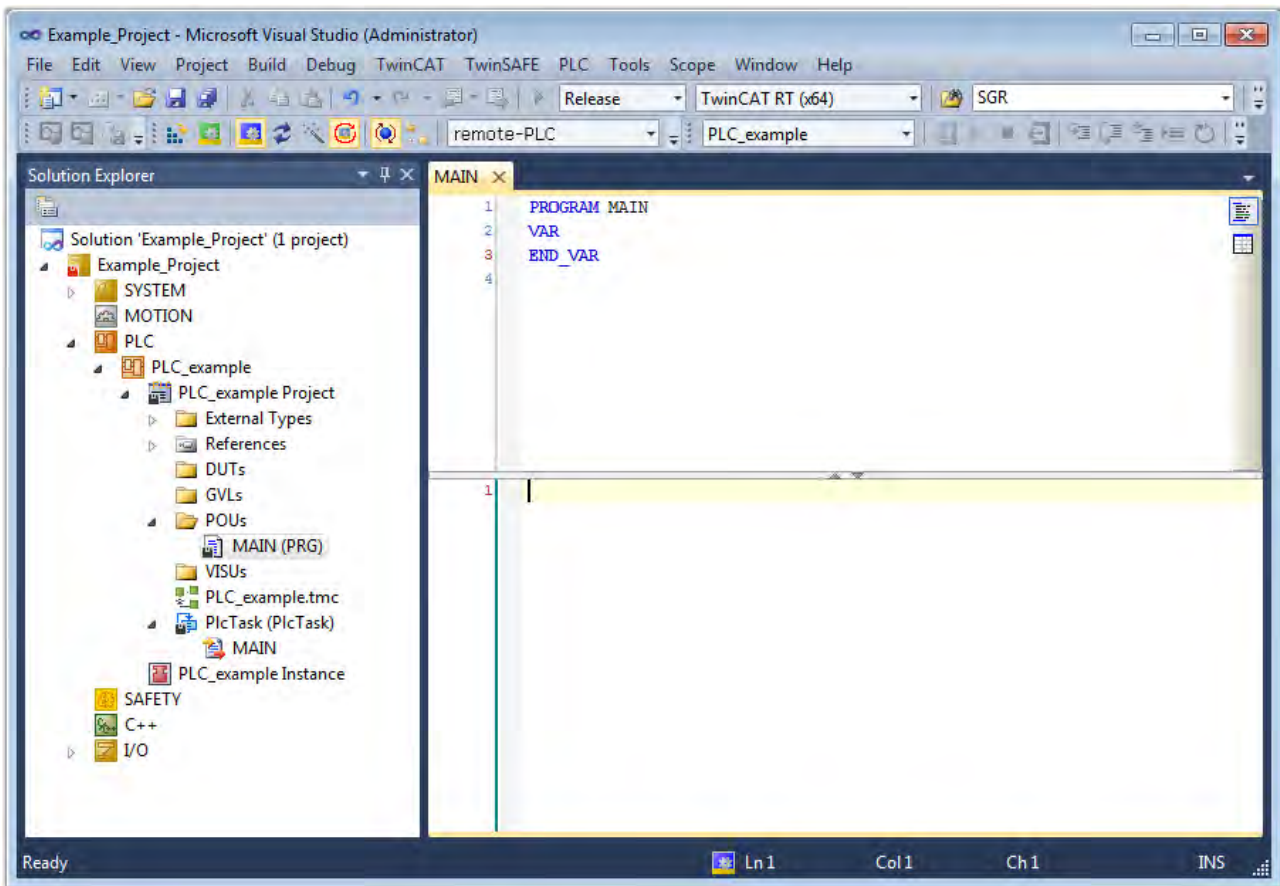 Example_Project - Microsoft Visual Studio (Administrator)
File Edit View Project Build Debug TwinCAT TwinSAFE PLC Tools Scope Window Help
Release TwinCAT RT (x64) SGR
remote-PLC PLC_example
Solution Explorer
Solution 'Example_Project' (1 project)
Example_Project
SYSTEM
MOTION
PLC
PLC_example
PLC_example Project
External Types
References
DUTs
GVLs
POUs
MAIN (PRG)
VISUs
PLC_example.tmc
PlcTask (PlcTask)
MAIN
PLC_example Instance
SAFETY
C++
I/O
MAIN
1 PROGRAM MAIN
2 VAR
3 END_VAR
4
1
Ready Ln 1 Col 1 Ch 1 INS